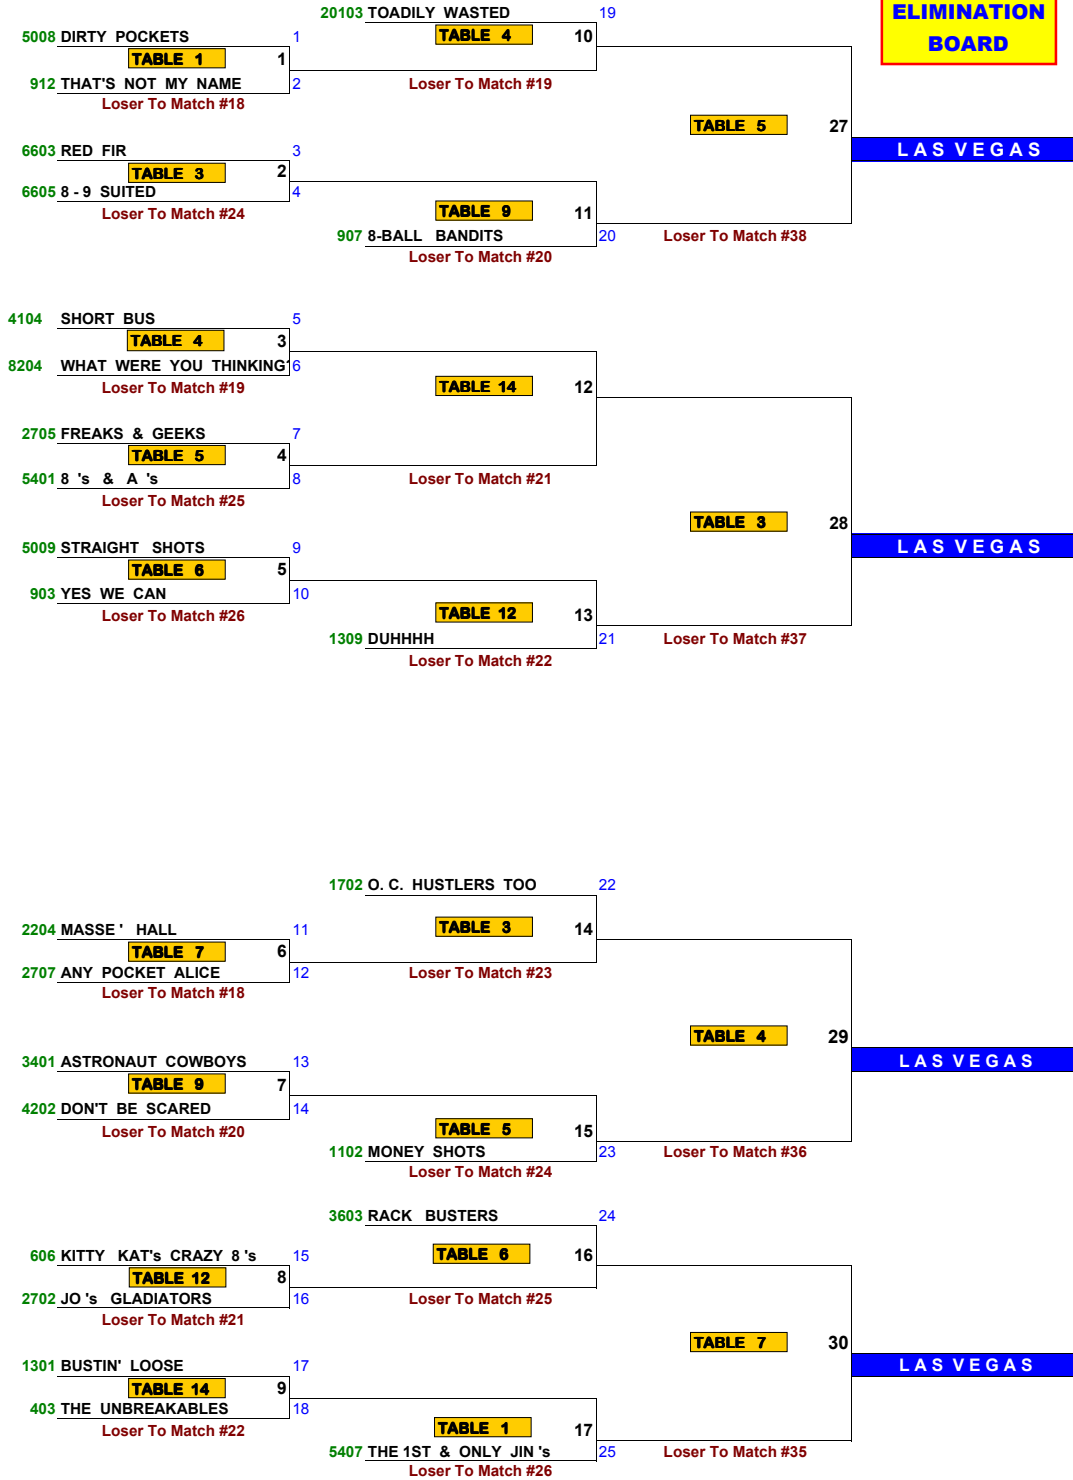 20103 TOADILY WASTED 19
ELIMINATION
BOARD
5008 DIRTY POCKETS 1
TABLE 4 10
TABLE 1 1
912 THAT'S NOT MY NAME 2
Loser To Match #19
Loser To Match #18
TABLE 5 27
LAS VEGAS
6603 RED FIR 3
TABLE 3 2
6605 8 - 9 SUITED 4
Loser To Match #24
TABLE 9 11
907 8-BALL BANDITS 20
Loser To Match #38
Loser To Match #20
4104 SHORT BUS 5
TABLE 4 3
8204 WHAT WERE YOU THINKING? 6
Loser To Match #19
TABLE 14 12
2705 FREAKS & GEEKS 7
TABLE 5 4
5401 8 's & A 's 8
Loser To Match #21
Loser To Match #25
TABLE 3 28
LAS VEGAS
5009 STRAIGHT SHOTS 9
TABLE 6 5
903 YES WE CAN 10
Loser To Match #26
TABLE 12 13
1309 DUHHHH 21
Loser To Match #37
Loser To Match #22
1702 O. C. HUSTLERS TOO 22
2204 MASSE ' HALL 11
TABLE 3 14
TABLE 7 6
2707 ANY POCKET ALICE 12
Loser To Match #23
Loser To Match #18
TABLE 4 29
LAS VEGAS
3401 ASTRONAUT COWBOYS 13
TABLE 9 7
4202 DON'T BE SCARED 14
Loser To Match #20
TABLE 5 15
1102 MONEY SHOTS 23
Loser To Match #36
Loser To Match #24
3603 RACK BUSTERS 24
606 KITTY KAT's CRAZY 8 's 15
TABLE 6 16
TABLE 12 8
2702 JO 's GLADIATORS 16
Loser To Match #25
Loser To Match #21
TABLE 7 30
LAS VEGAS
1301 BUSTIN' LOOSE 17
TABLE 14 9
403 THE UNBREAKABLES 18
Loser To Match #22
TABLE 1 17
5407 THE 1ST & ONLY JIN 's 25
Loser To Match #35
Loser To Match #26